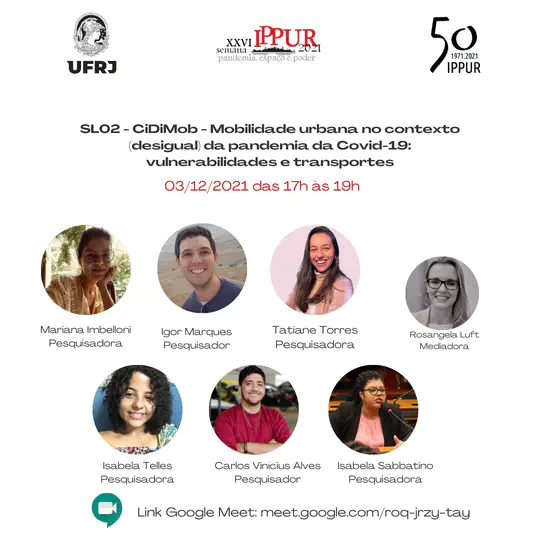 UFRJ
XXVI IPPUR
semana 2021
pandemia, espaço e poder
50
1971.2021
IPPUR
SL02 - CiDiMob - Mobilidade urbana no contexto
(desigual) da pandemia da Covid-19:
vulnerabilidades e transportes
03/12/2021 das 17h às 19h
Mariana Imbelloni
Pesquisadora
Igor Marques
Pesquisador
Tatiane Torres
Pesquisadora
Rosangela Luft
Mediadora
Isabela Telles
Pesquisadora
Carlos Vinicius Alves
Pesquisador
Isabela Sabbatino
Pesquisadora
Link Google Meet: meet.google.com/roq-jrzy-tay